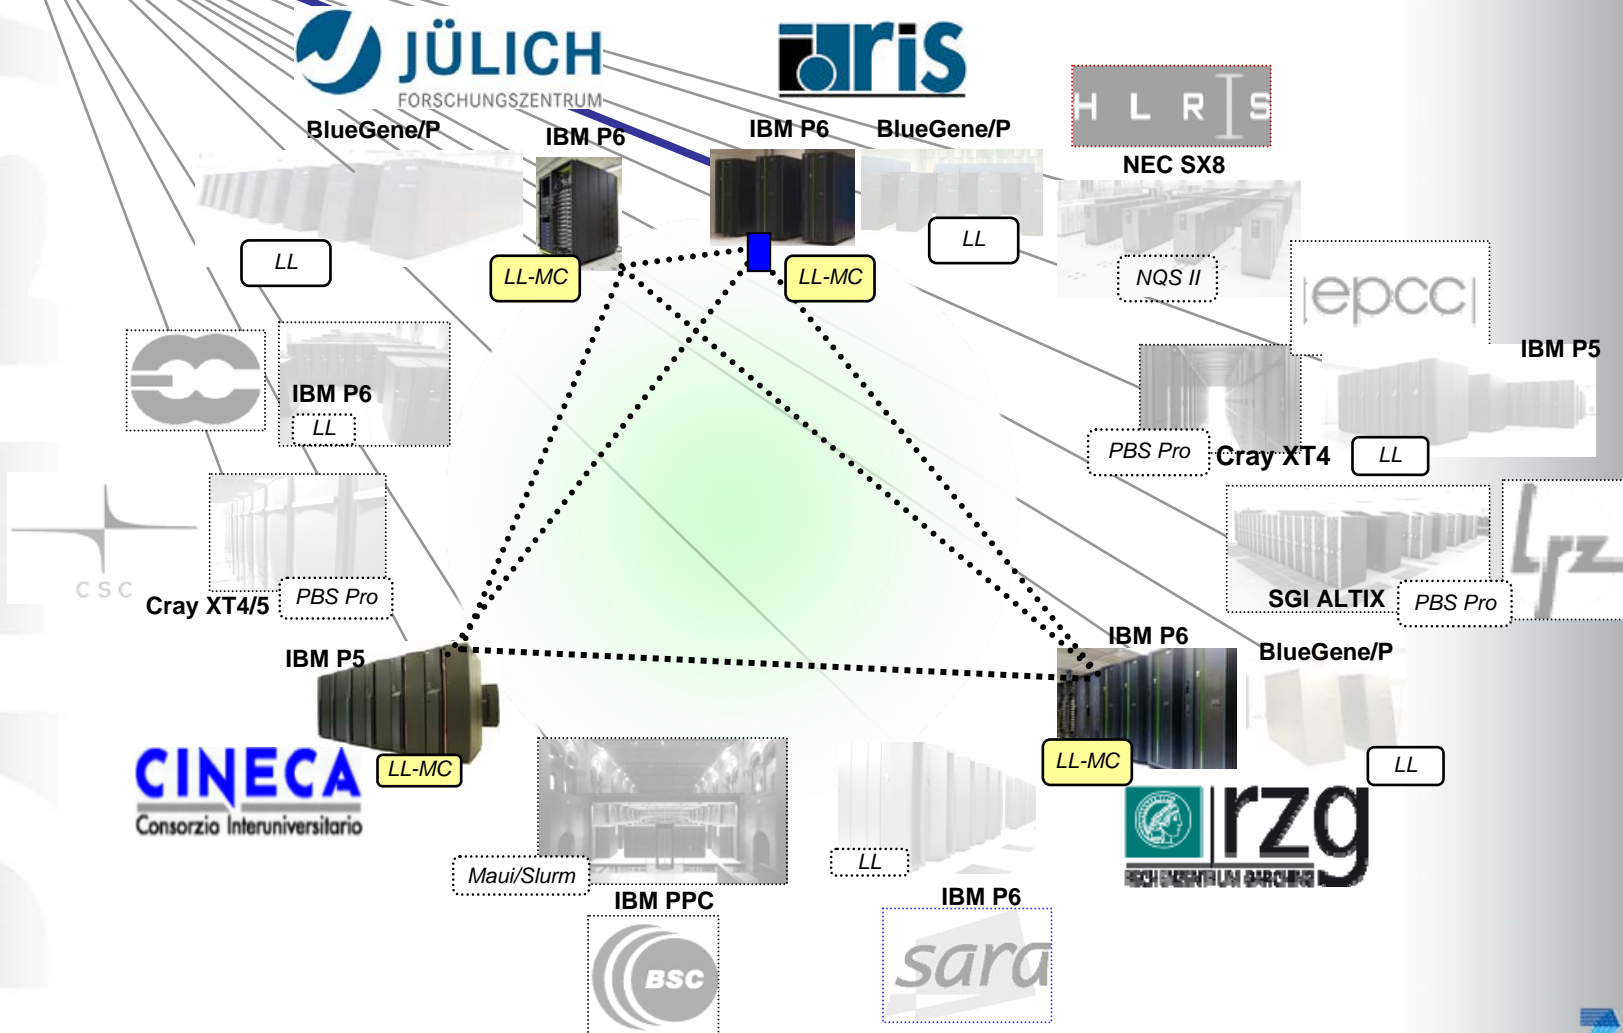 JÜLICH
FORSCHUNGSZENTRUM
idris
H L R I S
BlueGene/P
IBM P6
IBM P6
BlueGene/P
NEC SX8
LL
LL-MC
LL-MC
LL
NQS II
epcc
IBM P5
IBM P6
LL
PBS Pro
Cray XT4
LL
CSC
Cray XT4/5
PBS Pro
SGI ALTIX
PBS Pro
lrz
IBM P5
IBM P6
BlueGene/P
LL-MC
LL-MC
LL
CINECA
Consorzio Interuniversitario
rzg
Maui/Slurm
LL
IBM PPC
IBM P6
BSC
sara